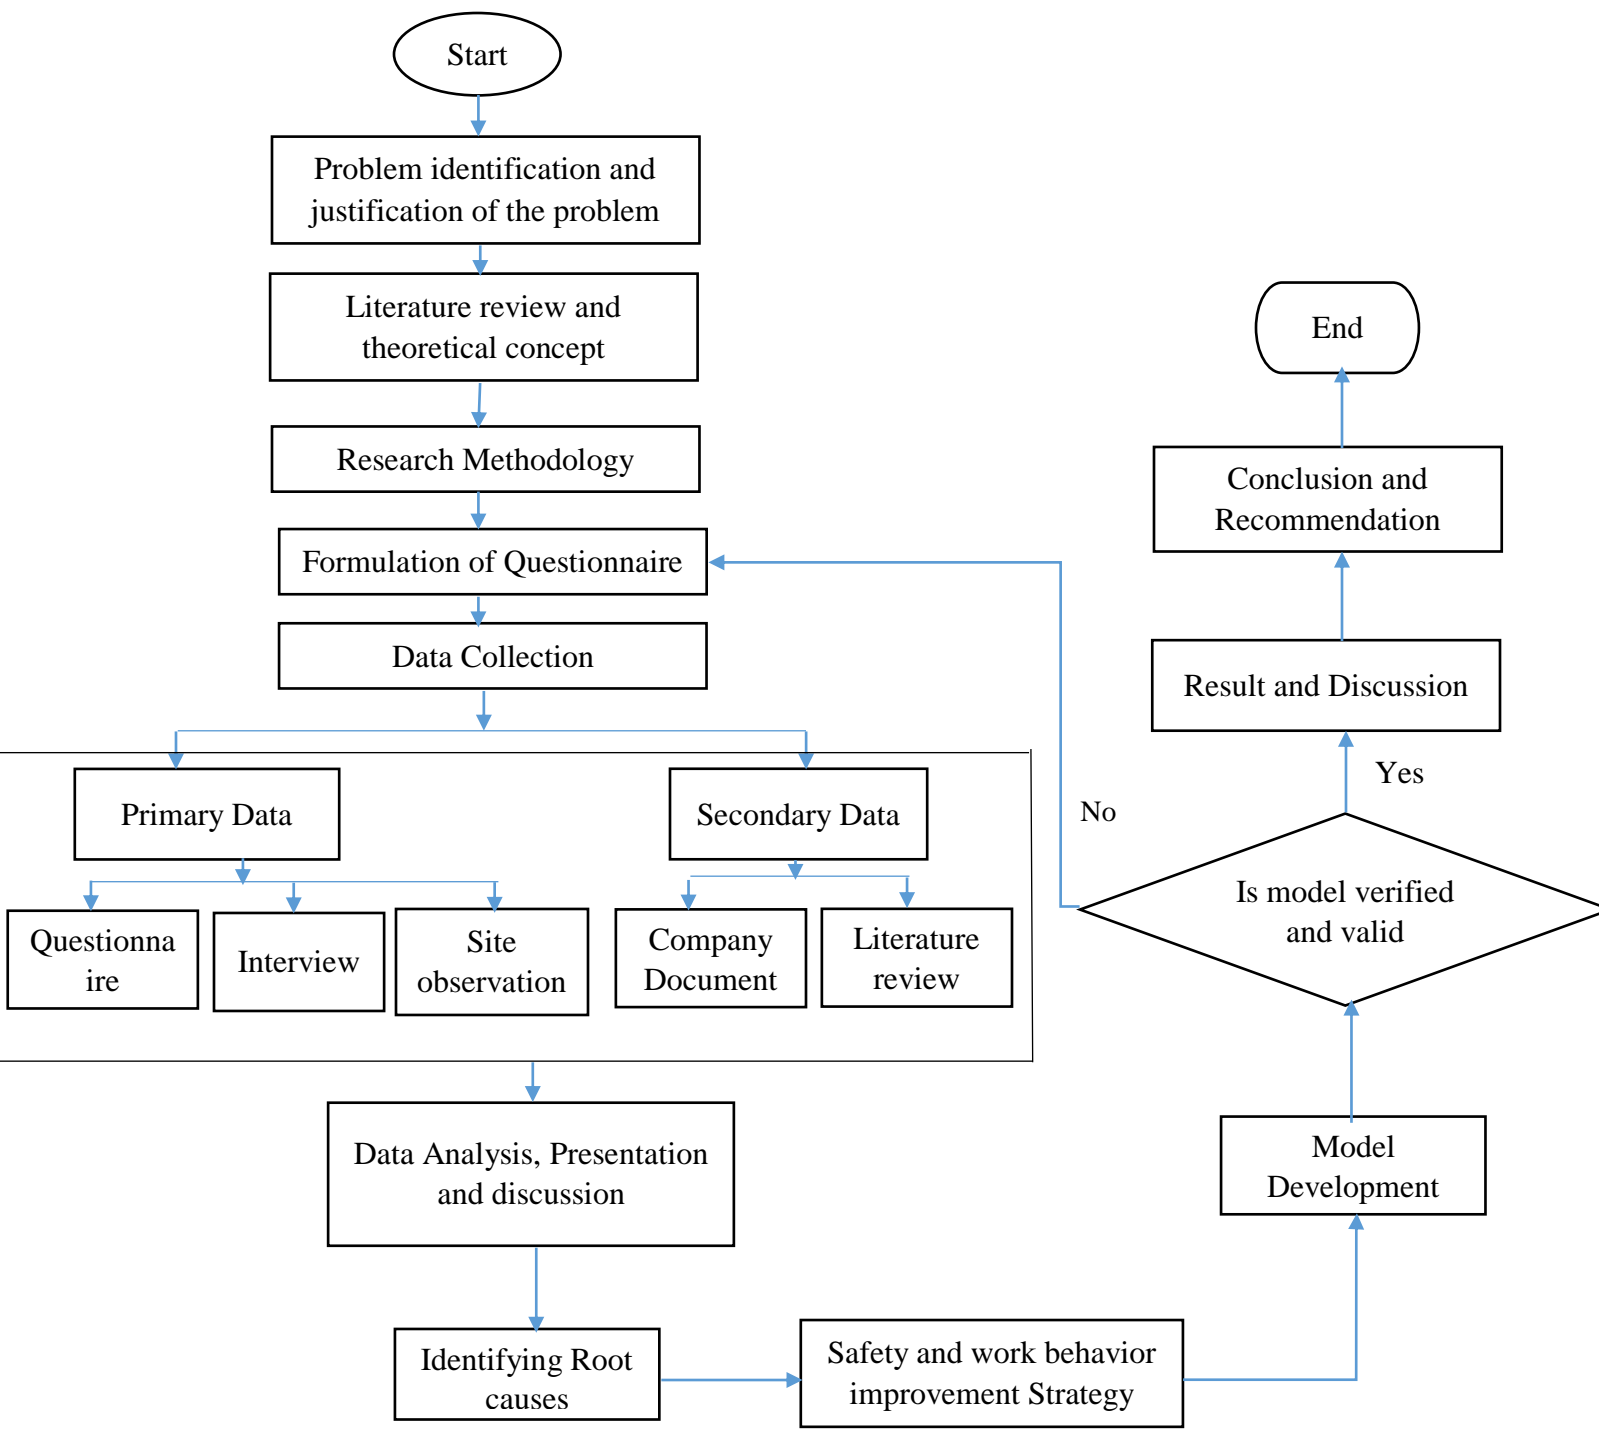 Start
Problem identification and
justification of the problem
Literature review and
theoretical concept
Research Methodology
Formulation of Questionnaire
Data Collection
Primary Data
Secondary Data
Questionna
ire
Interview
Site
observation
Company
Document
Literature
review
Data Analysis, Presentation
and discussion
Identifying Root
causes
Safety and work behavior
improvement Strategy
Model
Development
Is model verified
and valid
No
Yes
Result and Discussion
Conclusion and
Recommendation
End